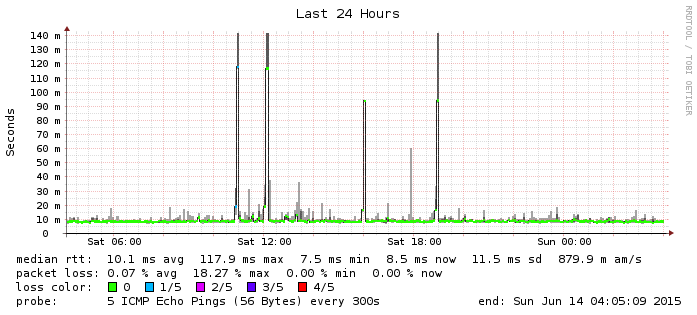 Last 24 Hours
RRDTOOL / TOBI OETIKER
Seconds
140 m
130 m
120 m
110 m
100 m
90 m
80 m
70 m
60 m
50 m
40 m
30 m
20 m
10 m
0
Sat 06:00 Sat 12:00 Sat 18:00 Sun 00:00
median rtt: 10.1 ms avg 117.9 ms max 7.5 ms min 8.5 ms now 11.5 ms sd 879.9 m am/s
packet loss: 0.07 % avg 18.27 % max 0.00 % min 0.00 % now
loss color: 0 1/5 2/5 3/5 4/5
probe: 5 ICMP Echo Pings (56 Bytes) every 300s end: Sun Jun 14 04:05:09 2015